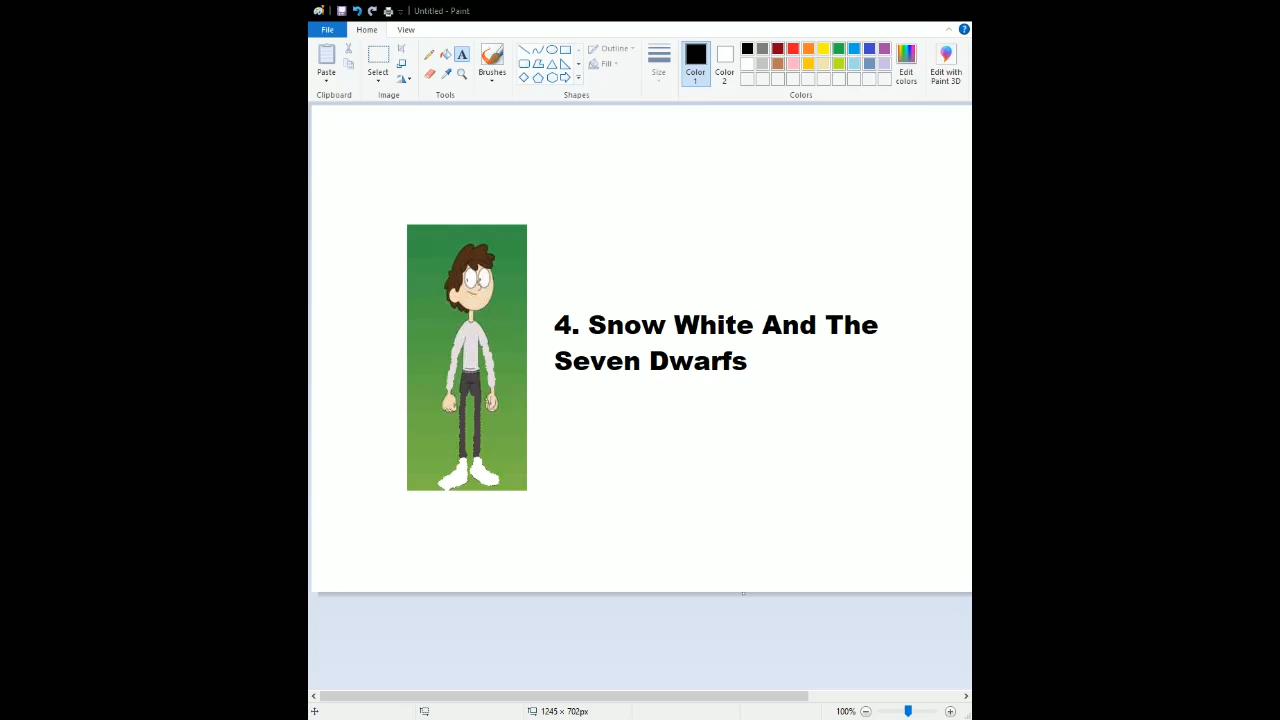 Untitled - Paint
File
Home
View
Paste
Select
A
Brushes
Outline
Fill
Size
Color
1
Color
2
Edit
colors
Edit with
Paint 3D
Clipboard
Image
Tools
Shapes
Colors
4. Snow White And The
Seven Dwarfs
1245 × 702px
100%